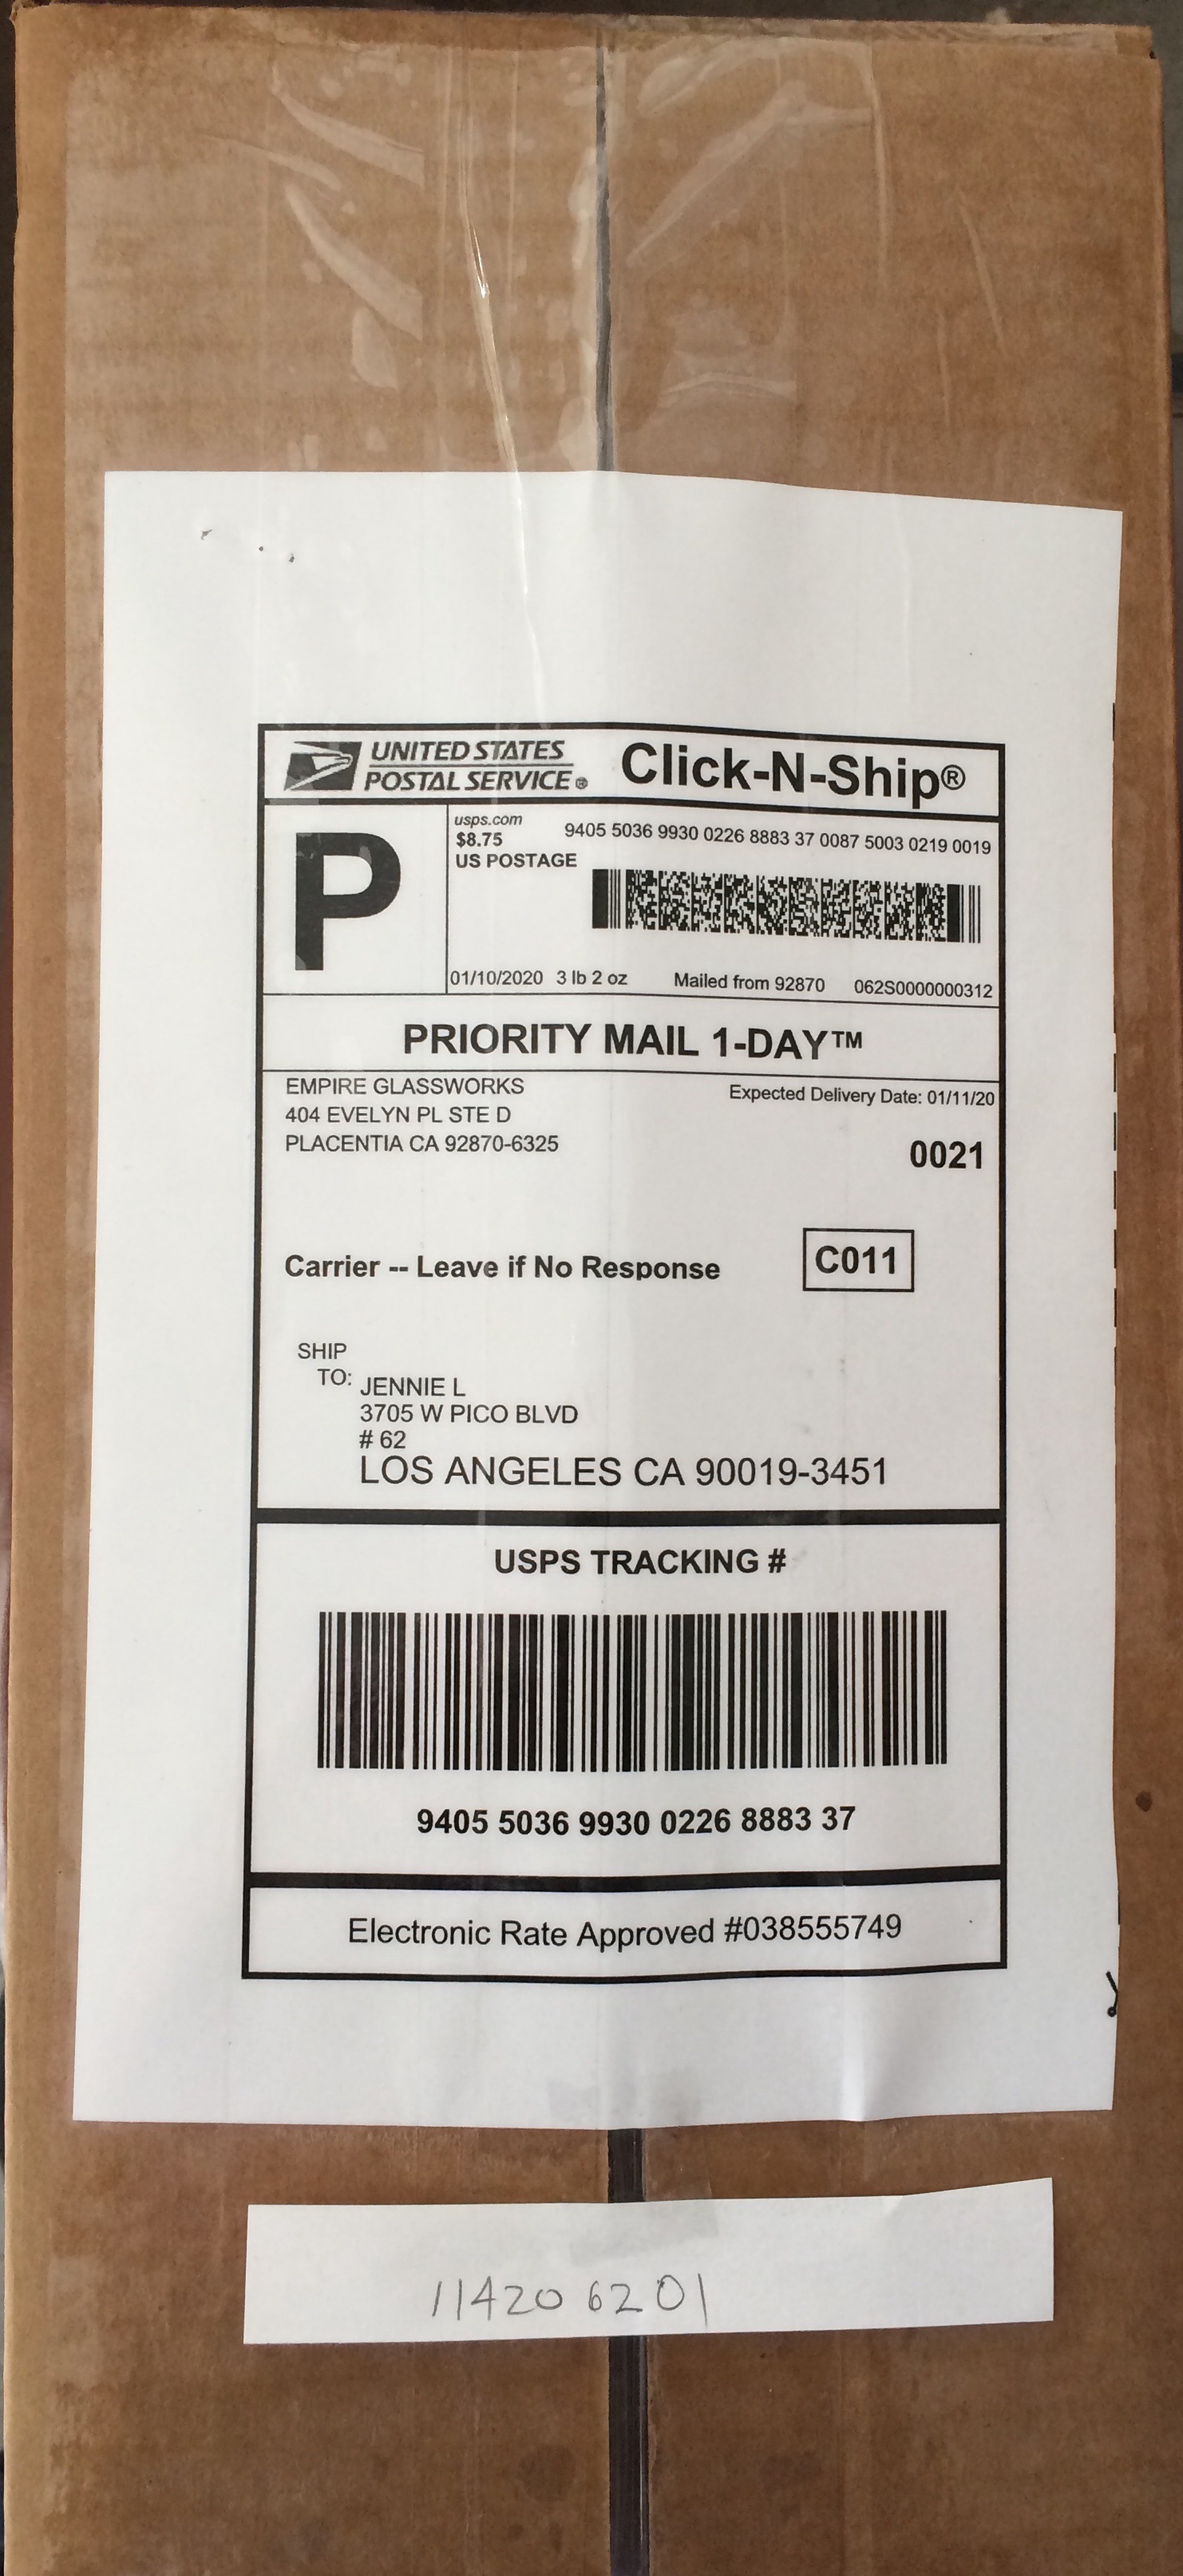 UNITED STATES
POSTAL SERVICE®
Click-N-Ship®
P
usps.com
$8.75
US POSTAGE
9405 5036 9930 0226 8883 37 0087 5003 0219 0019
01/10/2020 3 lb 2 oz Mailed from 92870 062S0000000312
PRIORITY MAIL 1-DAY™
EMPIRE GLASSWORKS
404 EVELYN PL STE D
PLACENTIA CA 92870-6325
Expected Delivery Date: 01/11/20
0021
Carrier -- Leave if No Response
C011
SHIP
TO:
JENNIE L
3705 W PICO BLVD
# 62
LOS ANGELES CA 90019-3451
USPS TRACKING #
9405 5036 9930 0226 8883 37
Electronic Rate Approved #038555749
114206201